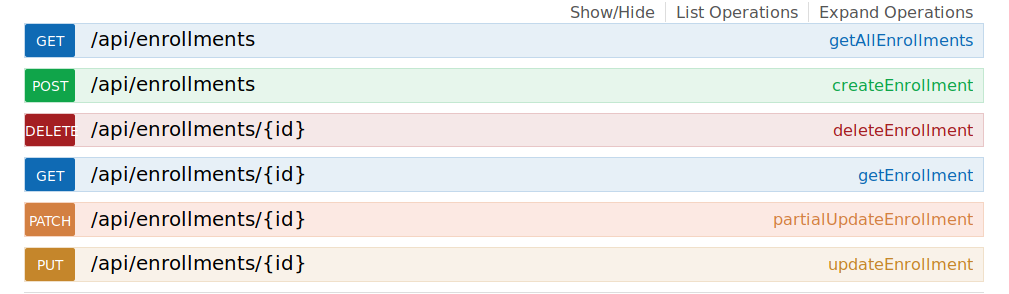 Show/Hide List Operations Expand Operations
GET /api/enrollments getAllEnrollments
POST /api/enrollments createEnrollment
DELETE /api/enrollments/{id} deleteEnrollment
GET /api/enrollments/{id} getEnrollment
PATCH /api/enrollments/{id} partialUpdateEnrollment
PUT /api/enrollments/{id} updateEnrollment